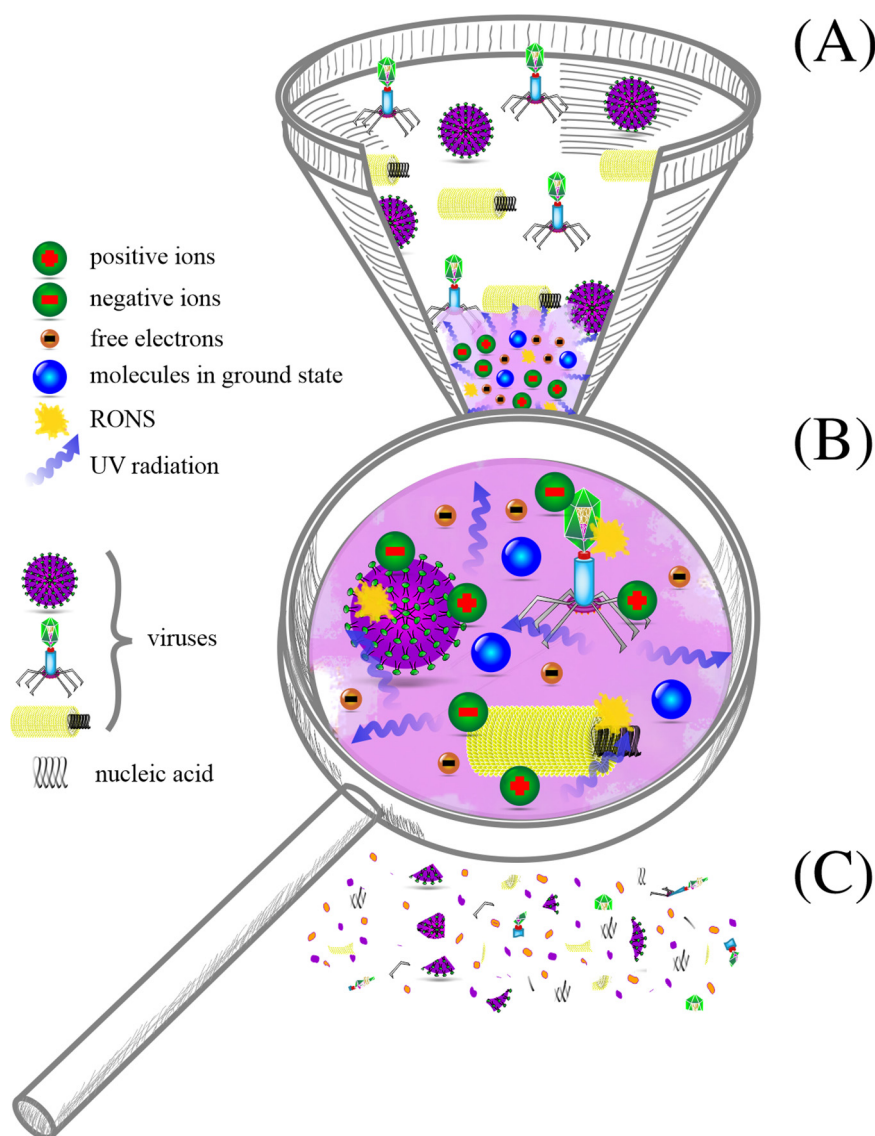 (A)
positive ions
negative ions
free electrons
molecules in ground state
RONS
UV radiation
(B)
viruses
nucleic acid
(C)